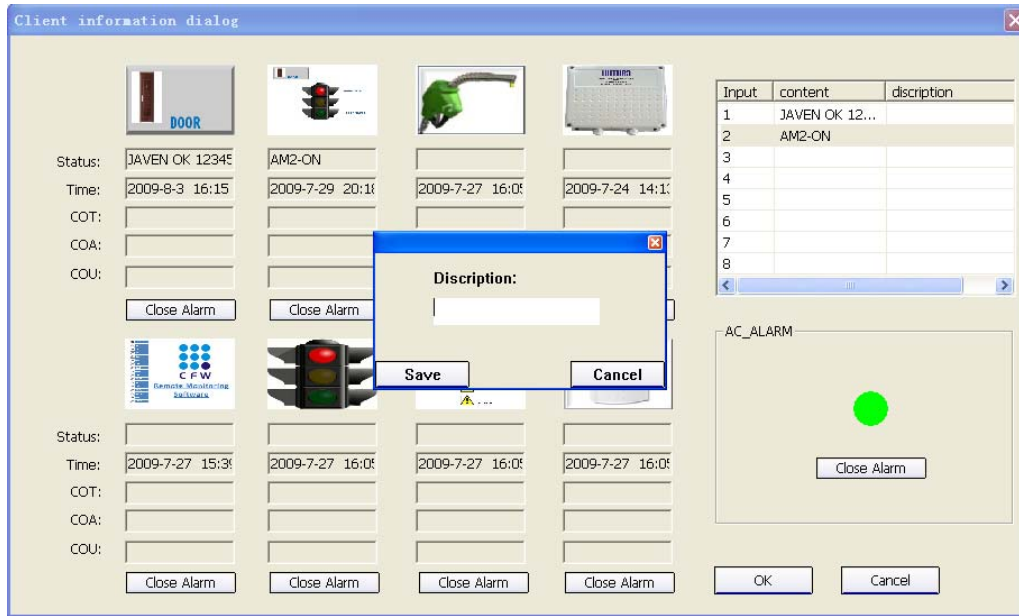 Client information dialog
DOOR
DOOR
Input content discription
1 JAVEN OK 12...
2 AM2-ON
3
4
5
6
7
8
Status: JAVEN OK 12345 AM2-ON
Time: 2009-8-3 16:15 2009-7-29 20:18 2009-7-27 16:05 2009-7-24 14:13
COT:
COA:
COU:
Close Alarm Close Alarm
Discription:
Save Cancel
AC_ALARM
Close Alarm
CFW
Remote Monitoring
Software
Status:
Time: 2009-7-27 15:39 2009-7-27 16:05 2009-7-27 16:05 2009-7-27 16:05
COT:
COA:
COU:
Close Alarm Close Alarm Close Alarm Close Alarm
OK Cancel